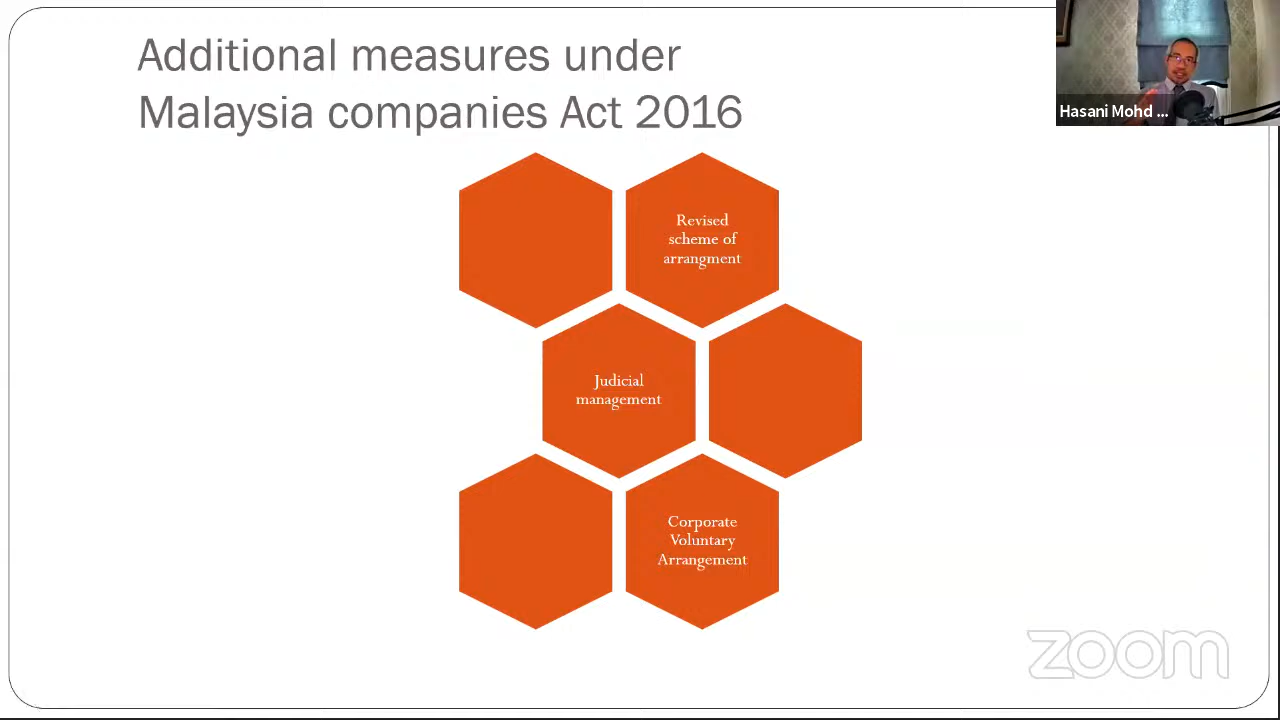 Additional measures under
Malaysia companies Act 2016
Hasani Mohd ...
Revised
scheme of
arrangment
Judicial
management
Corporate
Voluntary
Arrangement
zoom